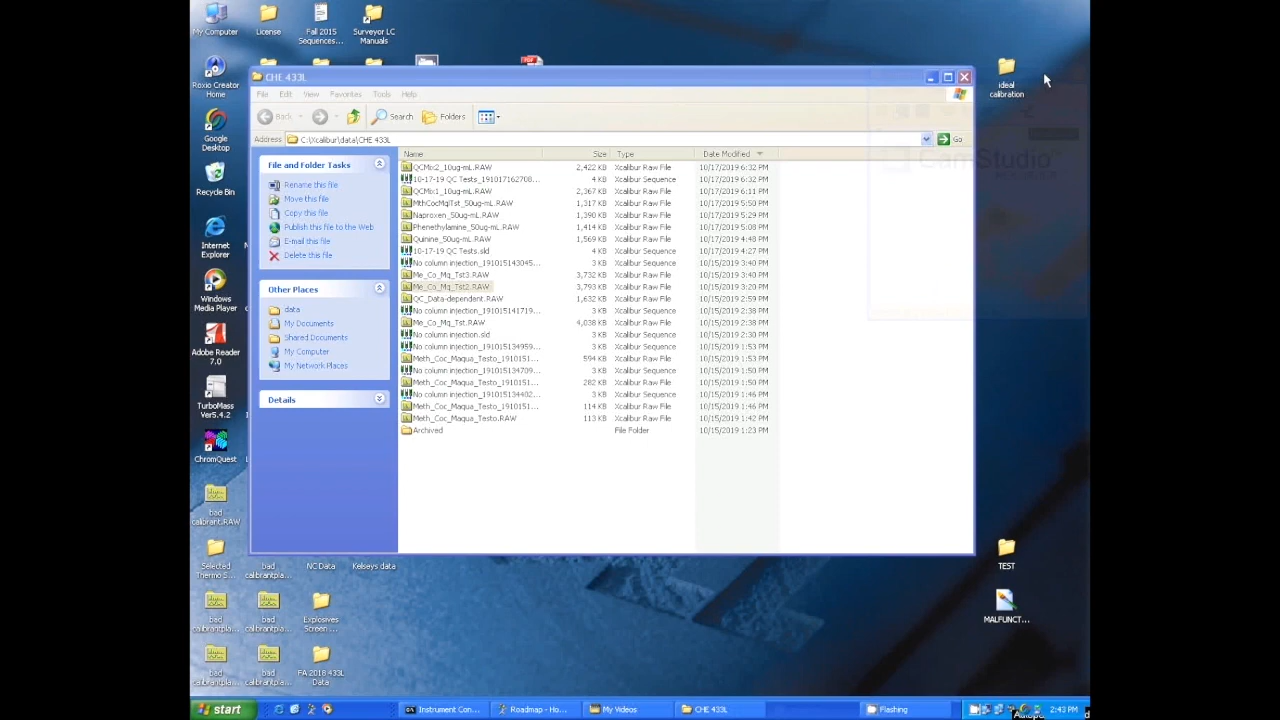 My Computer
License
Fall 2015
Sequences...
Surveyor LC
Manuals
Roxio Creator
Home
Google
Desktop
Recycle Bin
Internet
Explorer
Windows
Media Player
Adobe Reader
7.0
TurboMass
Ver5.4.2
ChromQuest
bad
calibrant.RAW
Selected
Thermo S...
bad
calibrantpla...
NC Data
Kelseys data
bad
calibrantpla...
bad
calibrantpla...
Explosives
Screen ...
bad
calibrantpla...
bad
calibrantpla...
FA 2018 433L
Data
ideal
calibration
TEST
MALFUNCT...
CHE 433L
File Edit View Favorites Tools Help
Back Search Folders
Address C:\Xcalibur\data\CHE 433L Go
CamStudio
File and Folder Tasks
Rename this file
Move this file
Copy this file
Publish this file to the Web
E-mail this file
Delete this file
Other Places
data
My Documents
Shared Documents
My Computer
My Network Places
Details
Name Size Type Date Modified
QCMix2_10ug-mL.RAW 2,422 KB Xcalibur Raw File 10/17/2019 6:32 PM
10-17-19 QC Tests_191017162708... 4 KB Xcalibur Sequence 10/17/2019 6:32 PM
QCMix1_10ug-mL.RAW 2,367 KB Xcalibur Raw File 10/17/2019 6:11 PM
MthCocMqlTst_50ug-mL.RAW 1,317 KB Xcalibur Raw File 10/17/2019 5:50 PM
Naproxen_50ug-mL.RAW 1,390 KB Xcalibur Raw File 10/17/2019 5:29 PM
Phenethylamine_50ug-mL.RAW 1,414 KB Xcalibur Raw File 10/17/2019 5:08 PM
Quinine_50ug-mL.RAW 1,569 KB Xcalibur Raw File 10/17/2019 4:48 PM
10-17-19 QC Tests.sld 4 KB Xcalibur Sequence 10/17/2019 4:27 PM
No column injection_191015143045... 3 KB Xcalibur Sequence 10/15/2019 3:40 PM
Me_Co_Mq_Tst3.RAW 3,732 KB Xcalibur Raw File 10/15/2019 3:40 PM
Me_Co_Mq_Tst2.RAW 3,793 KB Xcalibur Raw File 10/15/2019 3:20 PM
QC_Data-dependent.RAW 1,632 KB Xcalibur Raw File 10/15/2019 2:58 PM
No column injection_191015141719... 3 KB Xcalibur Sequence 10/15/2019 2:38 PM
Me_Co_Mq_Tst.RAW 4,038 KB Xcalibur Raw File 10/15/2019 2:38 PM
No column injection.sld 3 KB Xcalibur Sequence 10/15/2019 2:30 PM
No column injection_191015134959... 3 KB Xcalibur Sequence 10/15/2019 1:53 PM
Meth_Coc_Maqua_Testo_1910151... 594 KB Xcalibur Raw File 10/15/2019 1:53 PM
No column injection_191015134709... 3 KB Xcalibur Sequence 10/15/2019 1:50 PM
Meth_Coc_Maqua_Testo_1910151... 282 KB Xcalibur Raw File 10/15/2019 1:50 PM
No column injection_191015134402... 3 KB Xcalibur Sequence 10/15/2019 1:46 PM
Meth_Coc_Maqua_Testo_1910151... 114 KB Xcalibur Raw File 10/15/2019 1:46 PM
Meth_Coc_Maqua_Testo.RAW 113 KB Xcalibur Raw File 10/15/2019 1:42 PM
Archived File Folder 10/15/2019 1:23 PM
start
Instrument Con...
Roadmap - Ho...
My Videos
CHE 433L
Flashing
2:43 PM